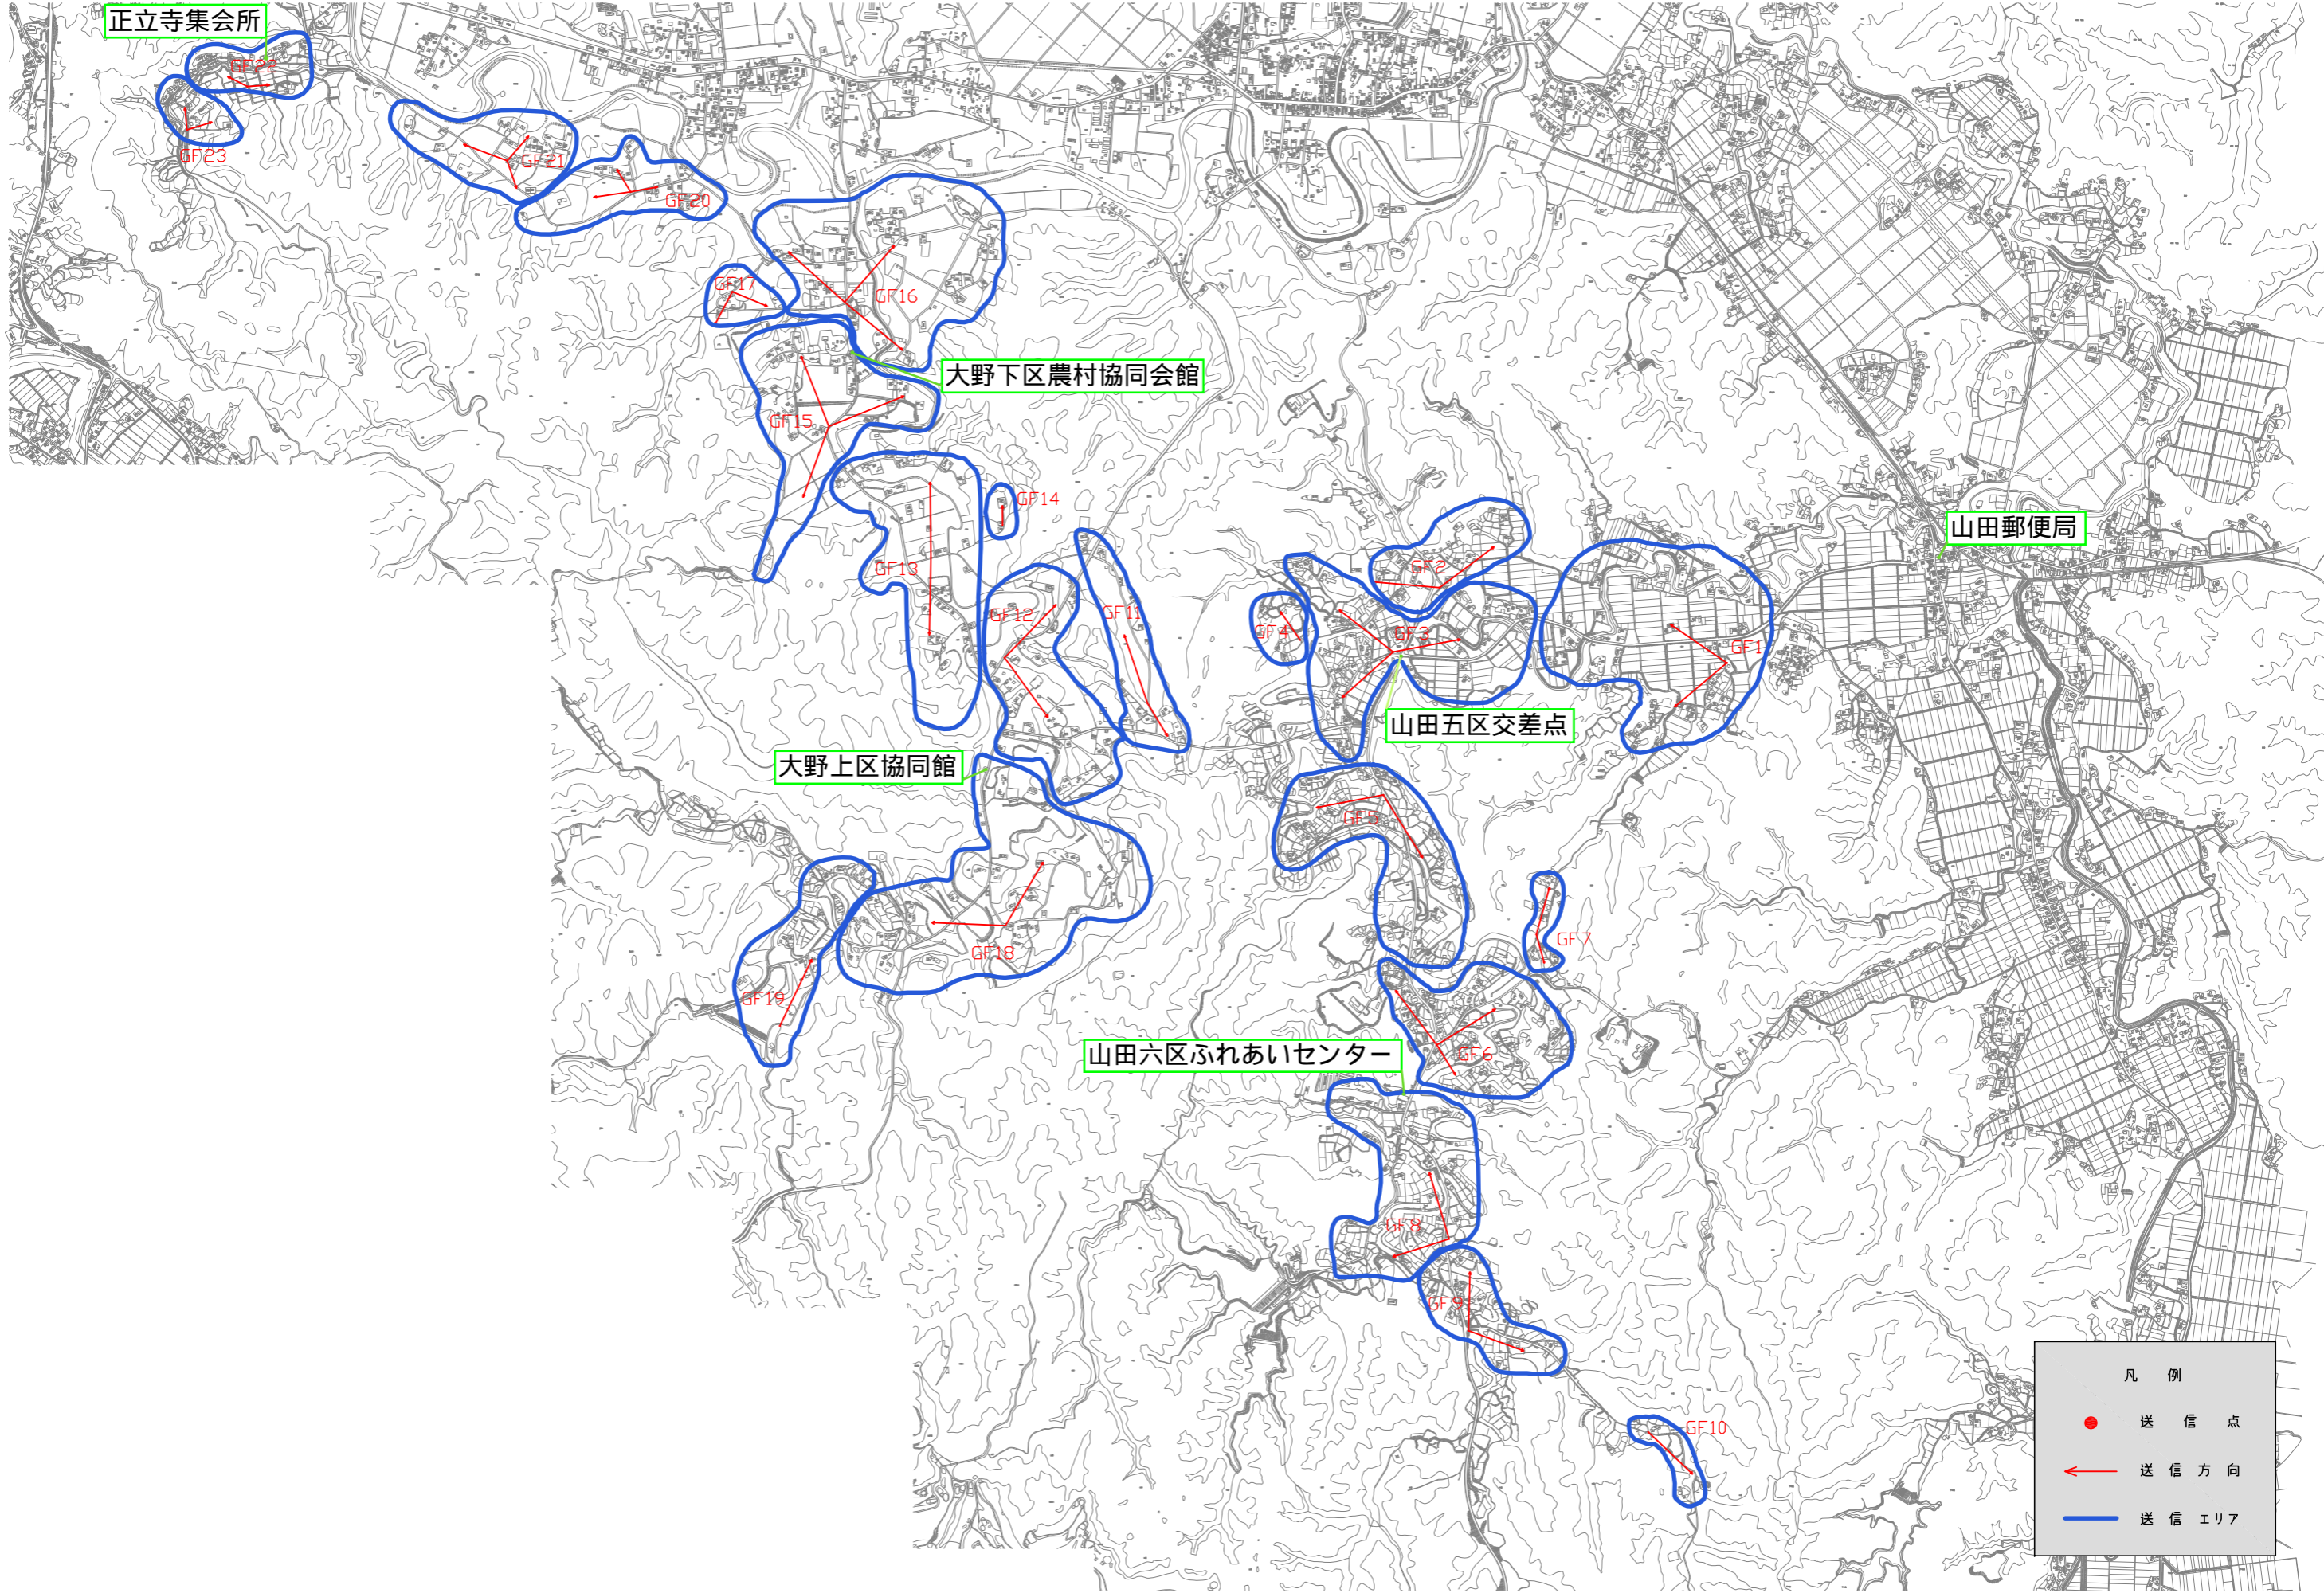 正立寺集会所
GF22
GF23
GF21
GF20
GF17
GF16
大野下区農村協同会館
GF15
GF14
山田郵便局
GF13
GF2
GF12
GF11
GF4
GF3
GF1
山田五区交差点
大野上区協同館
GF5
GF7
GF18
GF19
山田六区ふれあいセンター
GF6
GF8
GF9
GF10
凡 例
送 信 点
送 信 方 向
送 信 エリア